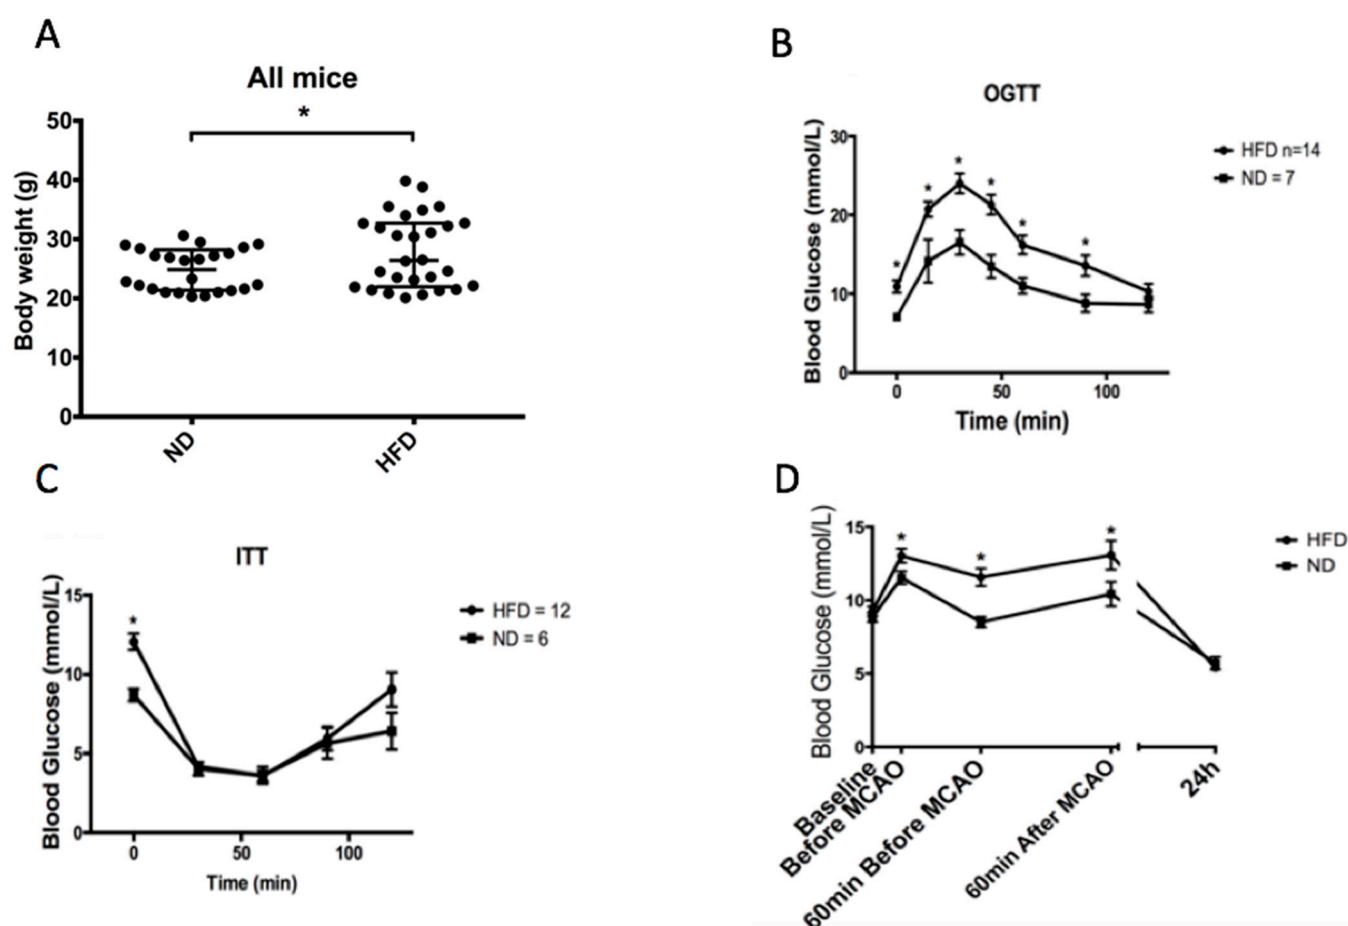 A
All mice
*
Body weight (g)
50
40
30
20
10
0
ND
HFD
B
OGTT
Blood Glucose (mmol/L)
30
20
10
0
* * * * * *
0 50 100
Time (min)
HFD n=14
ND = 7
C
ITT
Blood Glucose (mmol/L)
15
10
5
0
*
0 50 100
Time (min)
HFD = 12
ND = 6
D
Blood Glucose (mmol/L)
15
10
5
0
* * *
Baseline
Before MCAO
60min Before MCAO
60min After MCAO
24h
HFD
ND